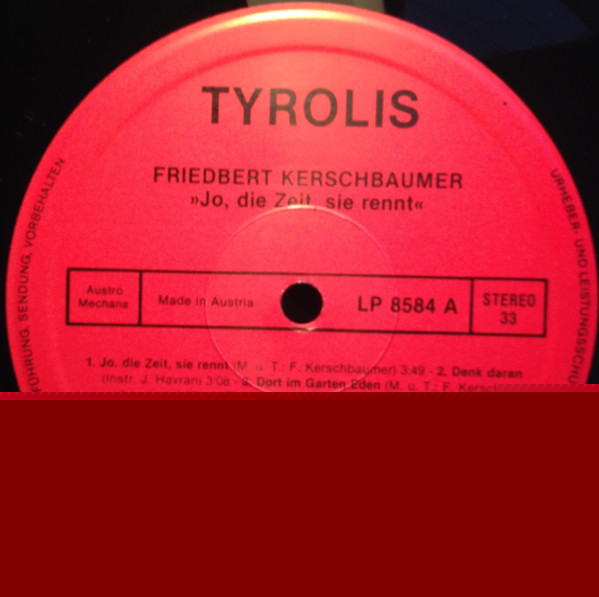 TYROLIS
FRIEDBERT KERSCHBAUMER
»Jo, die Zeit, sie rennt«
Austro
Mechana
Made in Austria
LP 8584 A
STEREO
33
1. Jo, die Zeit, sie rennt (M. u. T.: F. Kerschbaumer) 3:49 - 2. Denk daran
(Instr. J. Havran) 3:08 - 3. Dort im Garten Eden (M. u. T.: F.
SENDUNG, VORBEHALTEN
URHEBER- UND